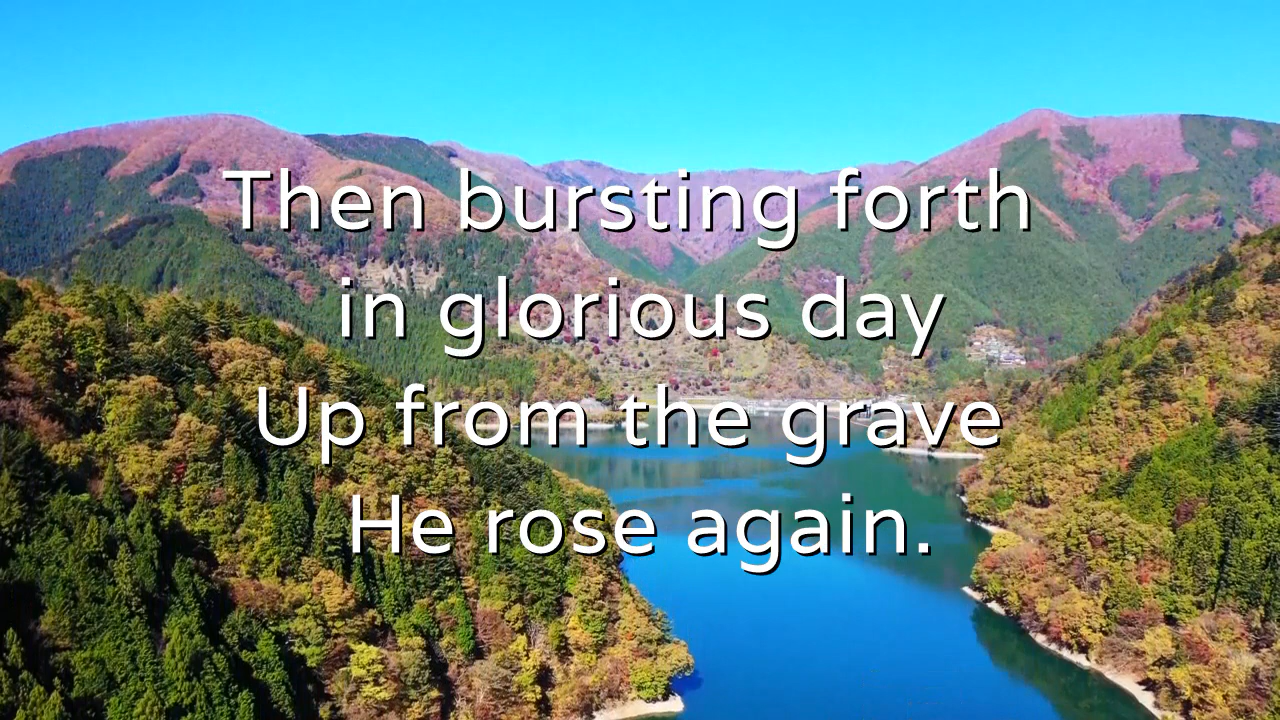 Then bursting forth
in glorious day
Up from the grave
He rose again.